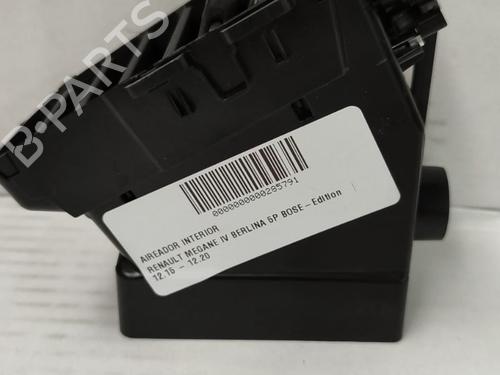 B-PARTS
0000000000285791
AIREADOR INTERIOR
RENAULT MEGANE IV BERLINA 5P BOSE-Edition
12.15 - 12.20